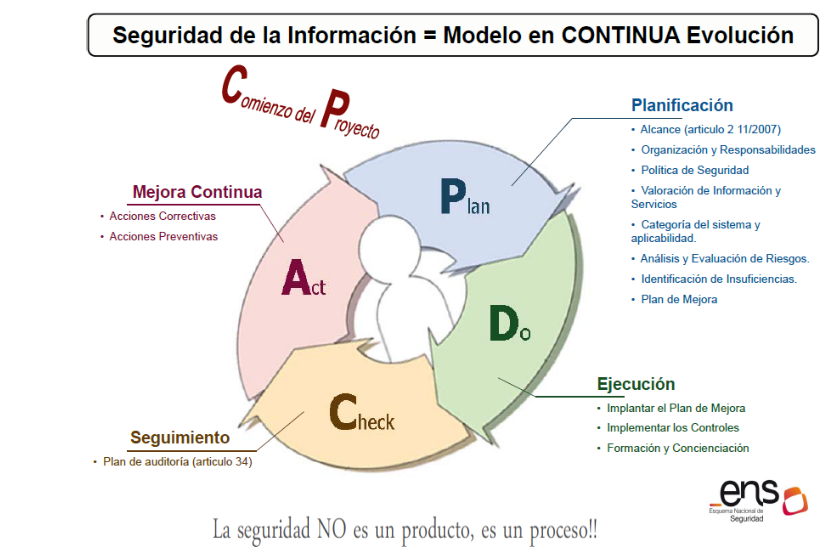 Seguridad de la Información = Modelo en CONTINUA Evolución
Comienzo del Proyecto
Planificación
• Alcance (articulo 2 11/2007)
• Organización y Responsabilidades
• Política de Seguridad
• Valoración de Información y
Servicios
• Categoría del sistema y
aplicabilidad.
• Análisis y Evaluación de Riesgos.
• Identificación de Insuficiencias.
• Plan de Mejora
Plan
Mejora Continua
• Acciones Correctivas
• Acciones Preventivas
Act
Do
Ejecución
• Implantar el Plan de Mejora
• Implementar los Controles
• Formación y Concienciación
Check
Seguimiento
• Plan de auditoría (articulo 34)
ens
Esquema Nacional de
Seguridad
La seguridad NO es un producto, es un proceso!!